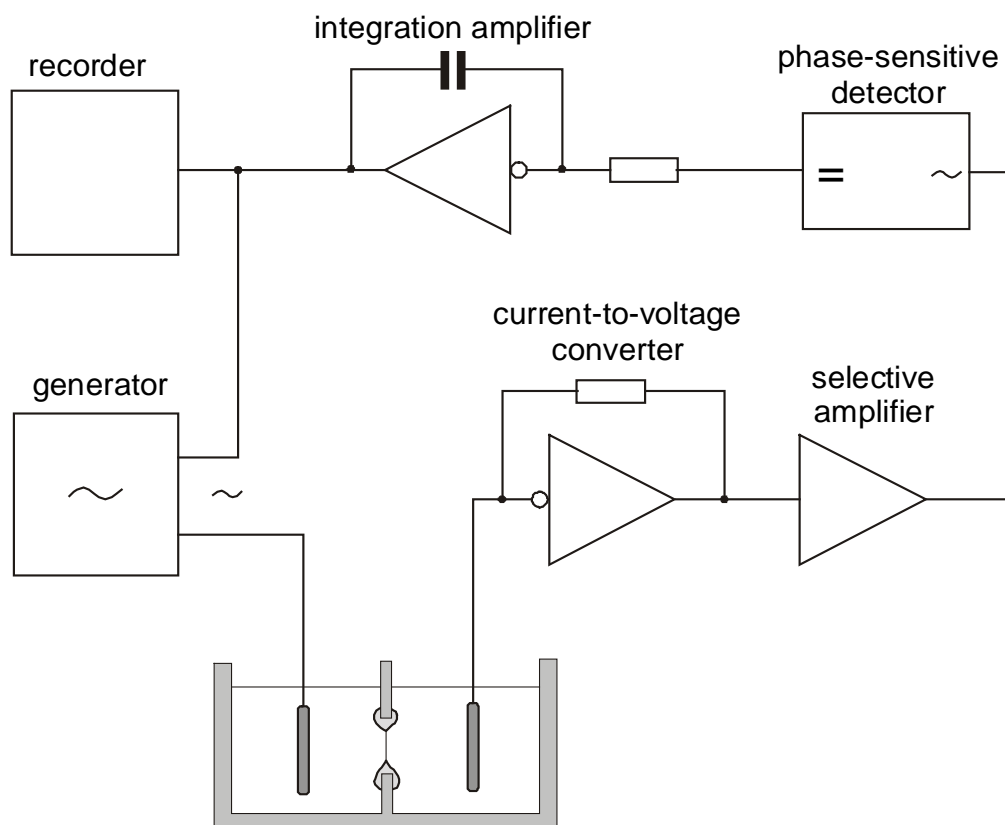 integration amplifier
recorder
phase-sensitive
detector
=
~
current-to-voltage
converter
generator
selective
amplifier
~
~